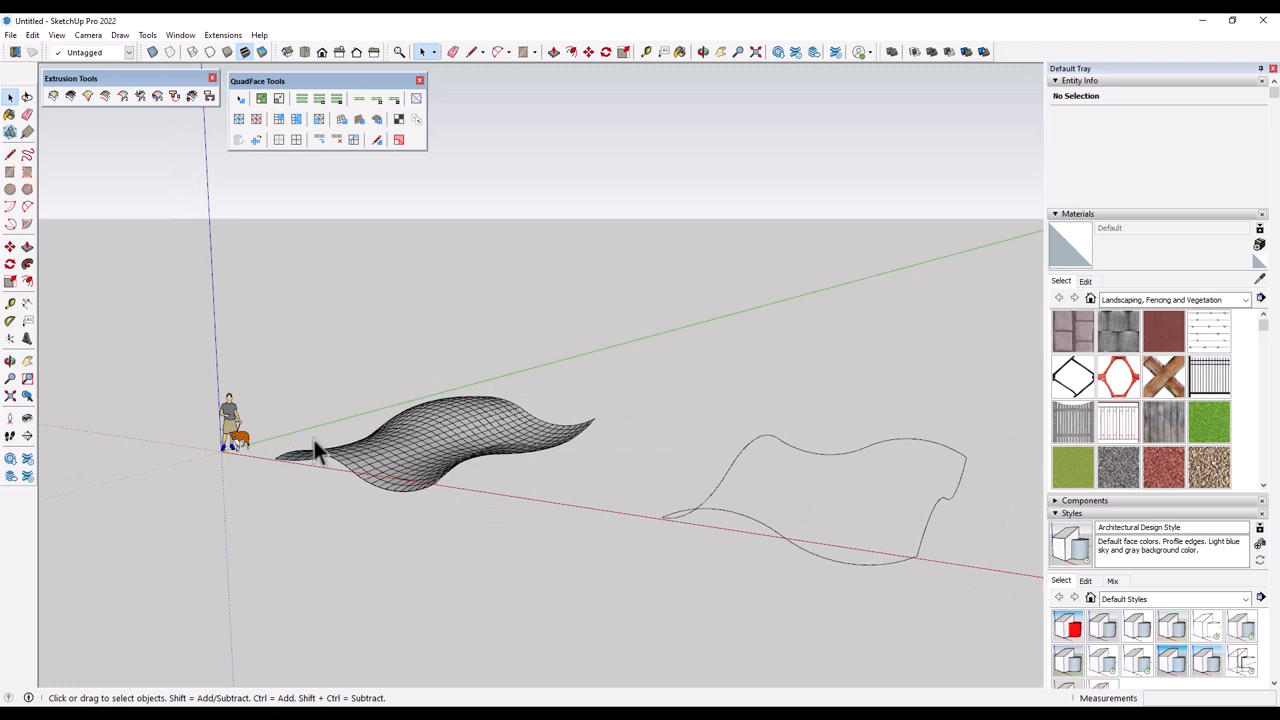 Untitled - SketchUp Pro 2022
File Edit View Camera Draw Tools Window Extensions Help
Untagged
Extrusion Tools
QuadFace Tools
Default Tray
Entity Info
No Selection
Materials
Default
Select Edit
Landscaping, Fencing and Vegetation
Components
Styles
Architectural Design Style
Default face colors. Profile edges. Light blue
sky and gray background color.
Select Edit Mix
Default Styles
Click or drag to select objects. Shift = Add/Subtract. Ctrl = Add. Shift + Ctrl = Subtract.
Measurements